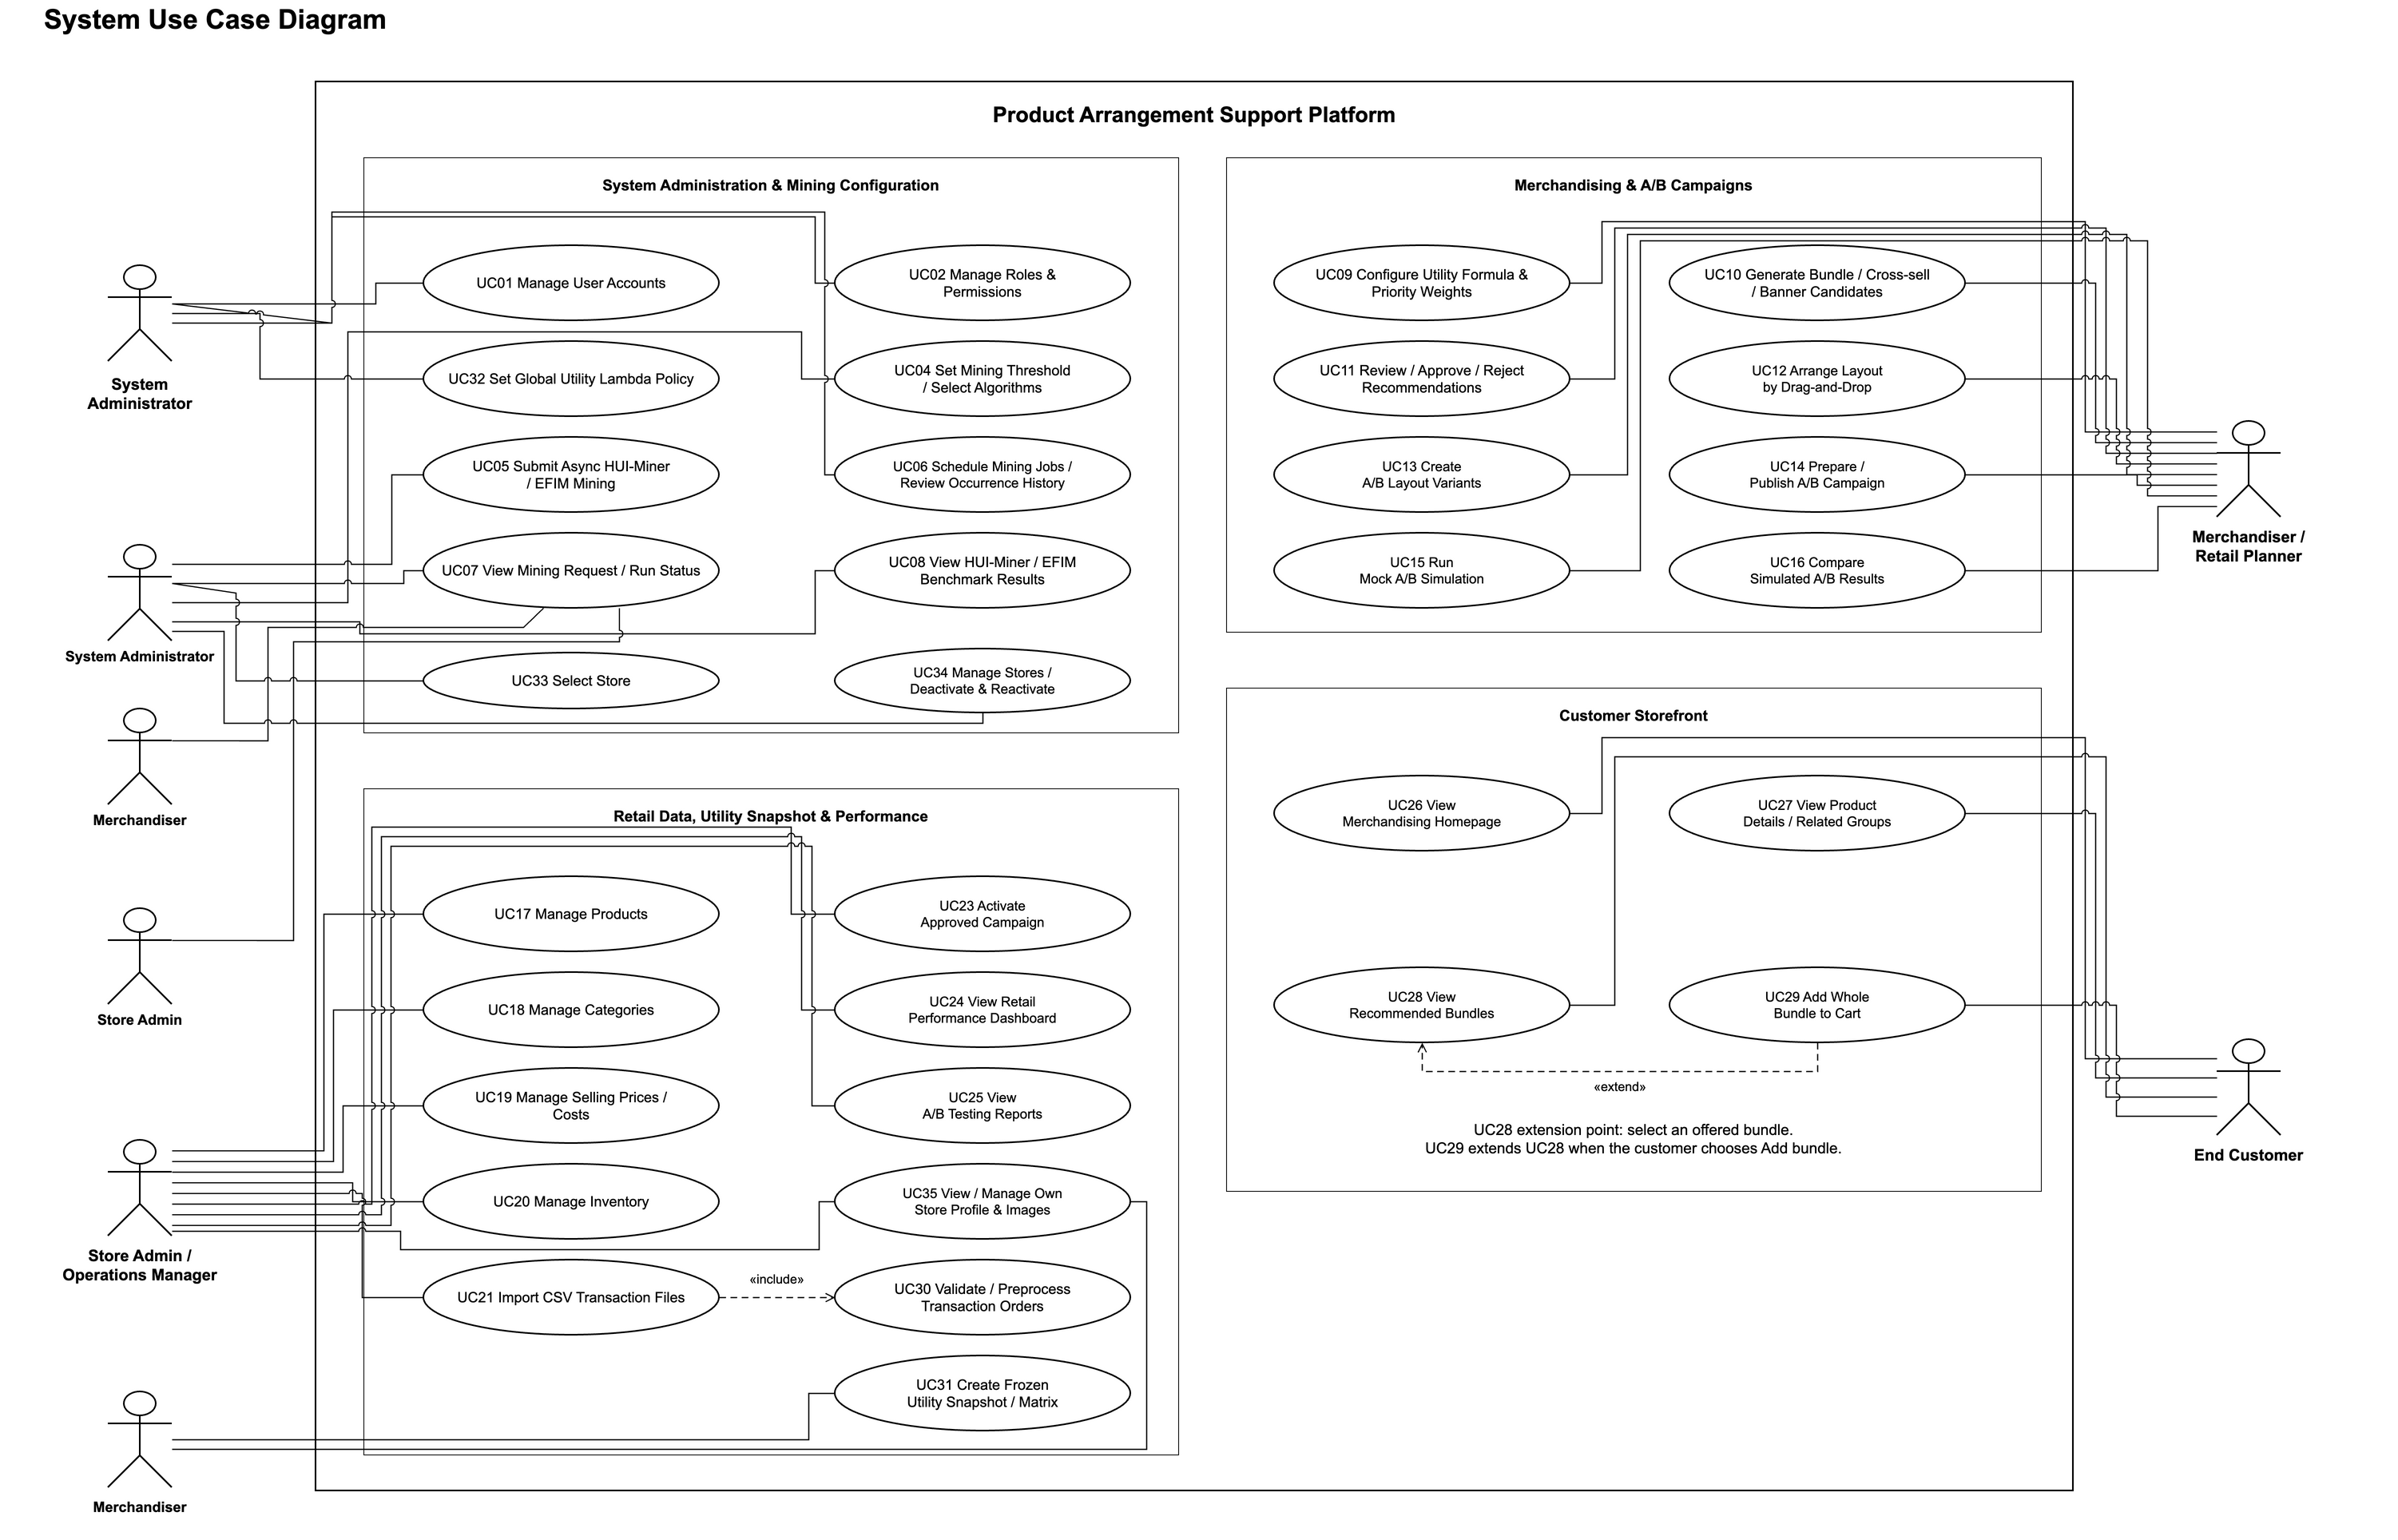 System Use Case Diagram
Product Arrangement Support Platform
System Administration & Mining Configuration
UC01 Manage User Accounts
UC02 Manage Roles &
Permissions
UC32 Set Global Utility Lambda Policy
UC04 Set Mining Threshold
/ Select Algorithms
UC05 Submit Async HUI-Miner
/ EFIM Mining
UC06 Schedule Mining Jobs /
Review Occurrence History
UC07 View Mining Request / Run Status
UC08 View HUI-Miner / EFIM
Benchmark Results
UC33 Select Store
UC34 Manage Stores /
Deactivate & Reactivate
System
Administrator
System Administrator
Merchandiser
Store Admin
Merchandising & A/B Campaigns
UC09 Configure Utility Formula &
Priority Weights
UC10 Generate Bundle / Cross-sell
/ Banner Candidates
UC11 Review / Approve / Reject
Recommendations
UC12 Arrange Layout
by Drag-and-Drop
UC13 Create
A/B Layout Variants
UC14 Prepare /
Publish A/B Campaign
UC15 Run
Mock A/B Simulation
UC16 Compare
Simulated A/B Results
Merchandiser /
Retail Planner
Retail Data, Utility Snapshot & Performance
UC17 Manage Products
UC23 Activate
Approved Campaign
UC18 Manage Categories
UC24 View Retail
Performance Dashboard
UC19 Manage Selling Prices /
Costs
UC25 View
A/B Testing Reports
UC20 Manage Inventory
UC35 View / Manage Own
Store Profile & Images
UC21 Import CSV Transaction Files
«include»
UC30 Validate / Preprocess
Transaction Orders
UC31 Create Frozen
Utility Snapshot / Matrix
Store Admin /
Operations Manager
Merchandiser
Customer Storefront
UC26 View
Merchandising Homepage
UC27 View Product
Details / Related Groups
UC28 View
Recommended Bundles
UC29 Add Whole
Bundle to Cart
«extend»
UC28 extension point: select an offered bundle.
UC29 extends UC28 when the customer chooses Add bundle.
End Customer